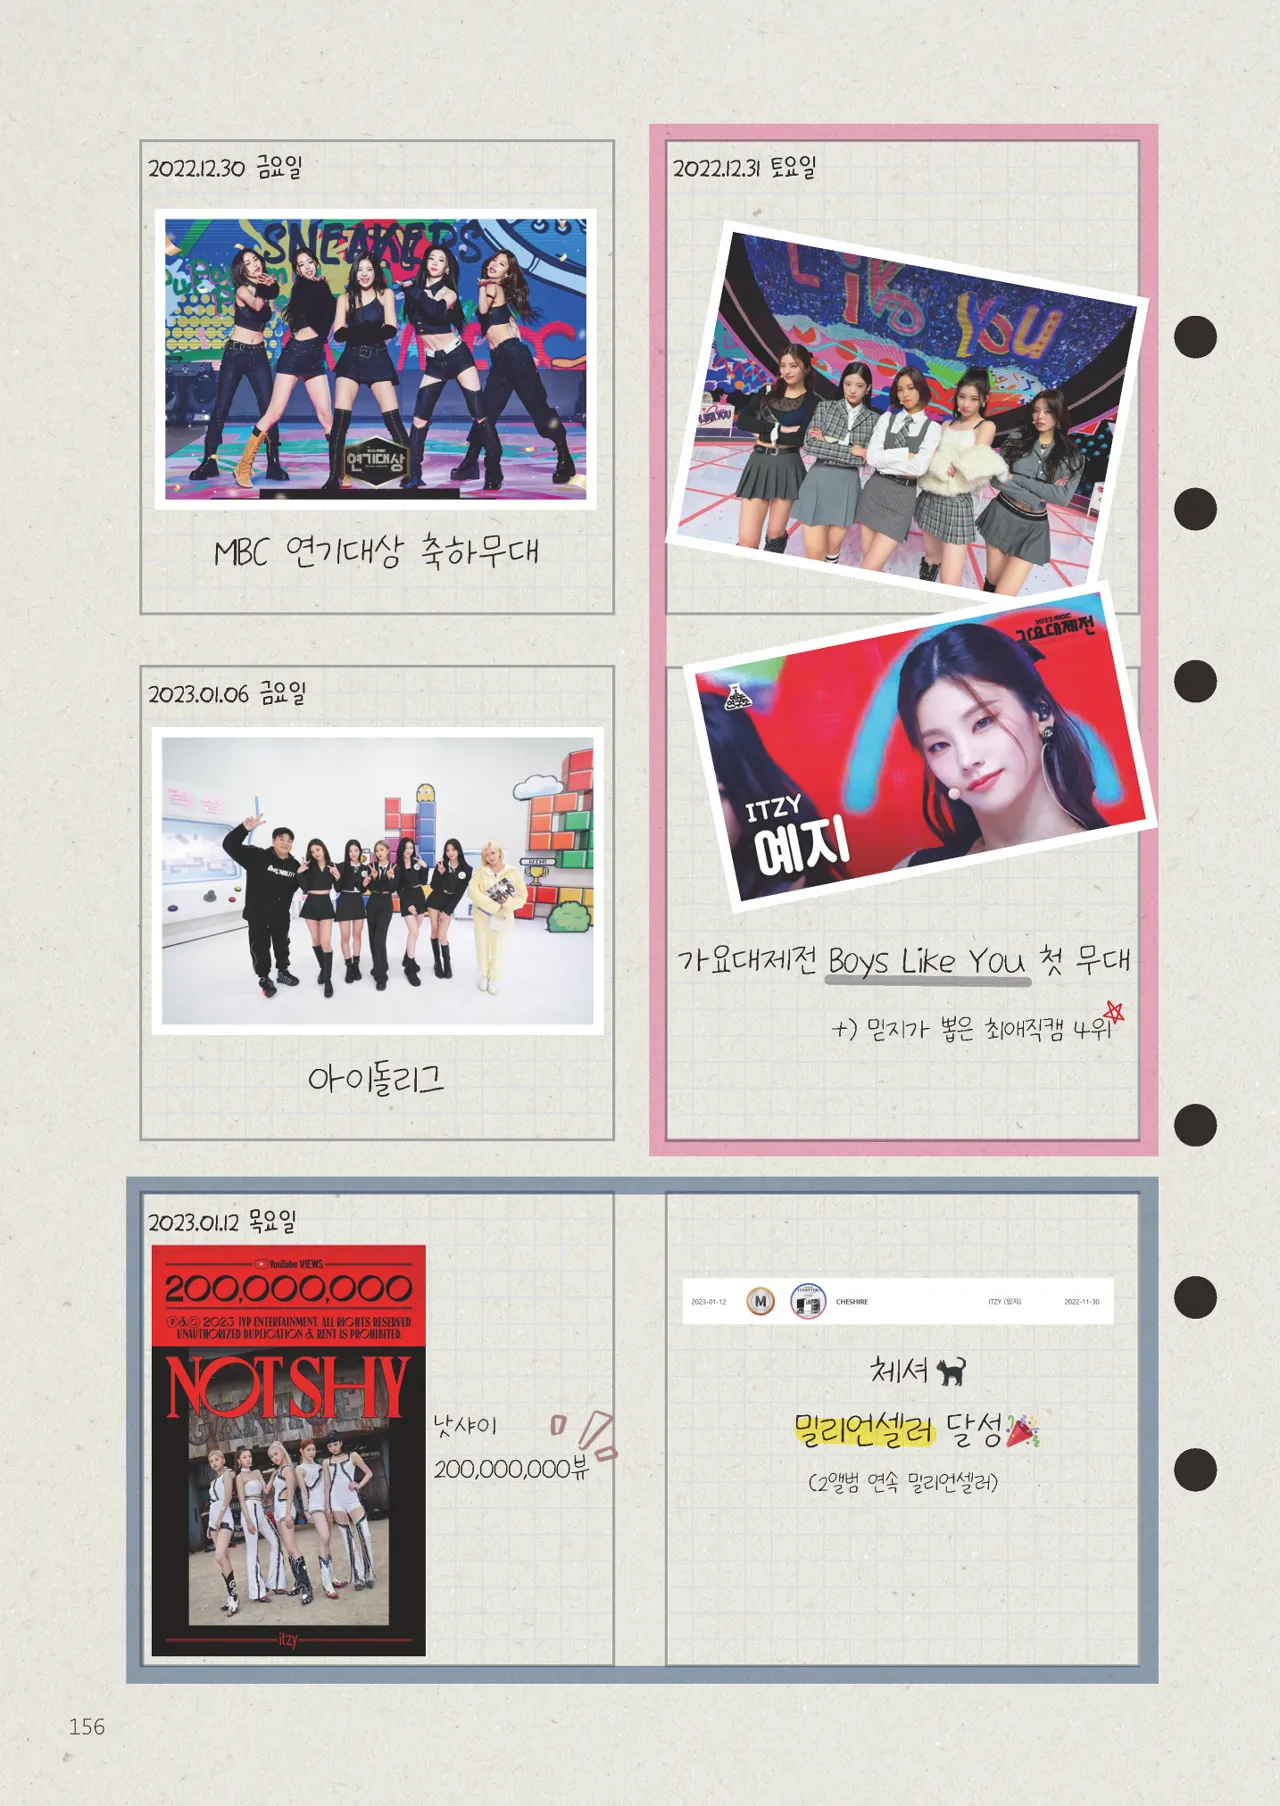 2022.12.30 금요일
SNEAKERS
연기대상
MBC 연기대상 축하무대
2022.12.31 토요일
Like You
2022 MBC
가요대제전
ITZY
예지
가요대제전 Boys Like You 첫 무대
+) 믿지가 뽑은 최애직캠 4위
2023.01.06 금요일
아이돌리그
2023.01.12 목요일
YouTube VIEWS
200,000,000
Ⓟ&Ⓒ 2023 JYP ENTERTAINMENT. ALL RIGHTS RESERVED
UNAUTHORIZED DUPLICATION & RENT IS PROHIBITED.
NOT SHY
GARAGE
itzy
낫샤이
200,000,000뷰
2023-01-12 M CHESHIRE ITZY (있지) 2022-11-30
체셔
밀리언셀러 달성
(2앨범 연속 밀리언셀러)
156